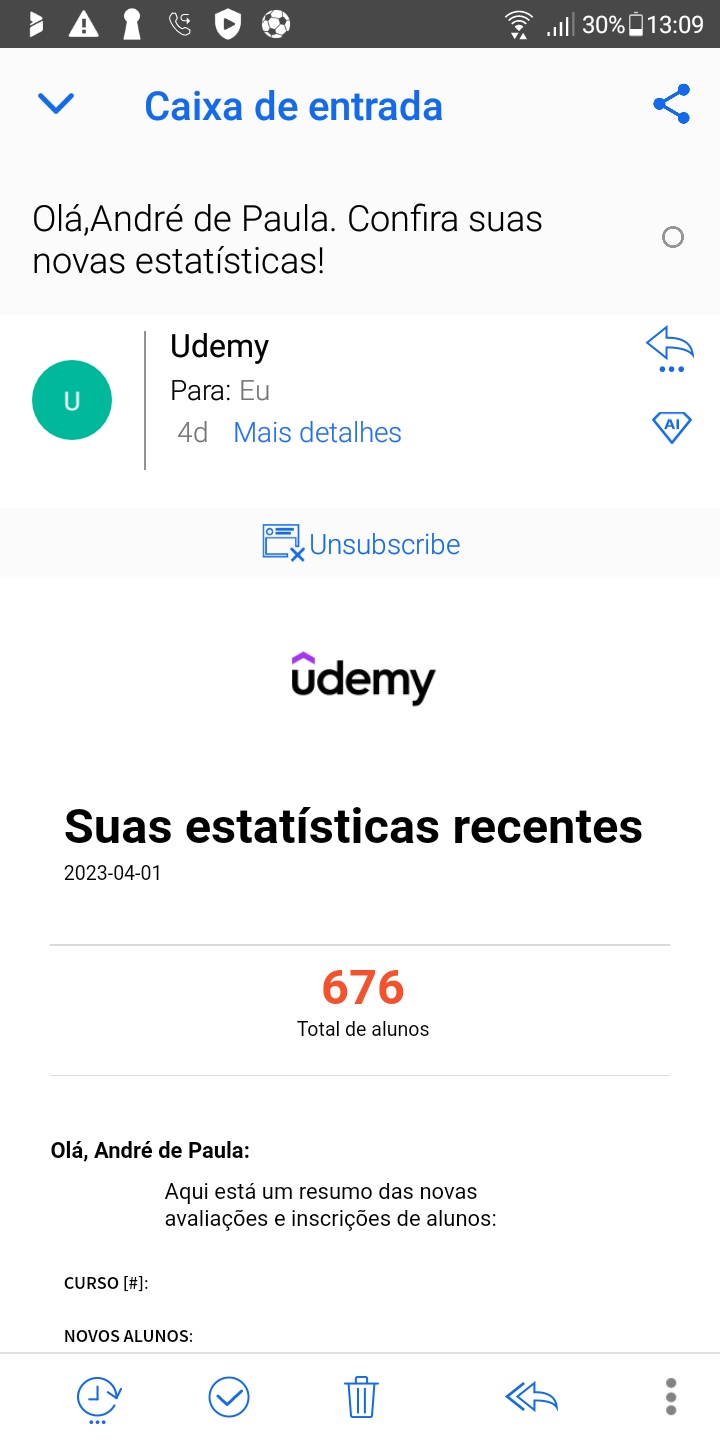 30% 13:09
Caixa de entrada
Olá,André de Paula. Confira suas
novas estatísticas!
U
Udemy
Para: Eu
4d Mais detalhes
AI
Unsubscribe
udemy
Suas estatísticas recentes
2023-04-01
676
Total de alunos
Olá, André de Paula:
Aqui está um resumo das novas
avaliações e inscrições de alunos:
CURSO [#]:
NOVOS ALUNOS: